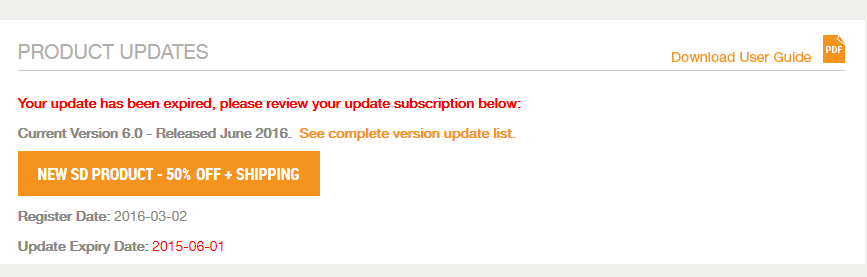 PRODUCT UPDATES
Download User Guide
PDF
Your update has been expired, please review your update subscription below:
Current Version 6.0 - Released June 2016. See complete version update list.
NEW SD PRODUCT - 50% OFF + SHIPPING
Register Date: 2016-03-02
Update Expiry Date: 2015-06-01